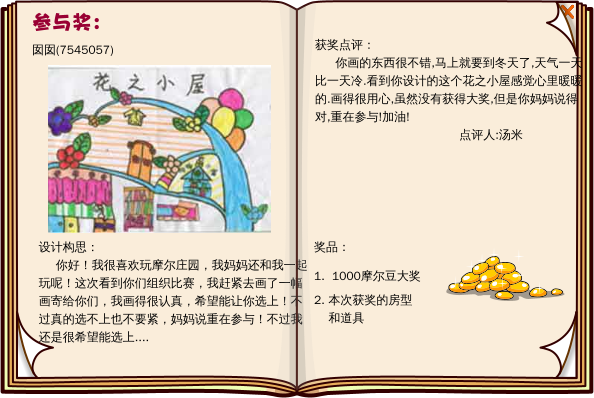 参与奖：
囡囡(7545057)
花之小屋
设计构思：
你好！我很喜欢玩摩尔庄园，我妈妈还和我一起
玩呢！这次看到你们组织比赛，我赶紧去画了一幅
画寄给你们，我画得很认真，希望能让你选上！不
过真的选不上也不要紧，妈妈说重在参与！不过我
还是很希望能选上....
获奖点评：
你画的东西很不错,马上就要到冬天了,天气一天
比一天冷.看到你设计的这个花之小屋感觉心里暖暖
的.画得很用心,虽然没有获得大奖,但是你妈妈说得
对,重在参与!加油!
点评人:汤米
奖品：
1. 1000摩尔豆大奖
2. 本次获奖的房型
和道具